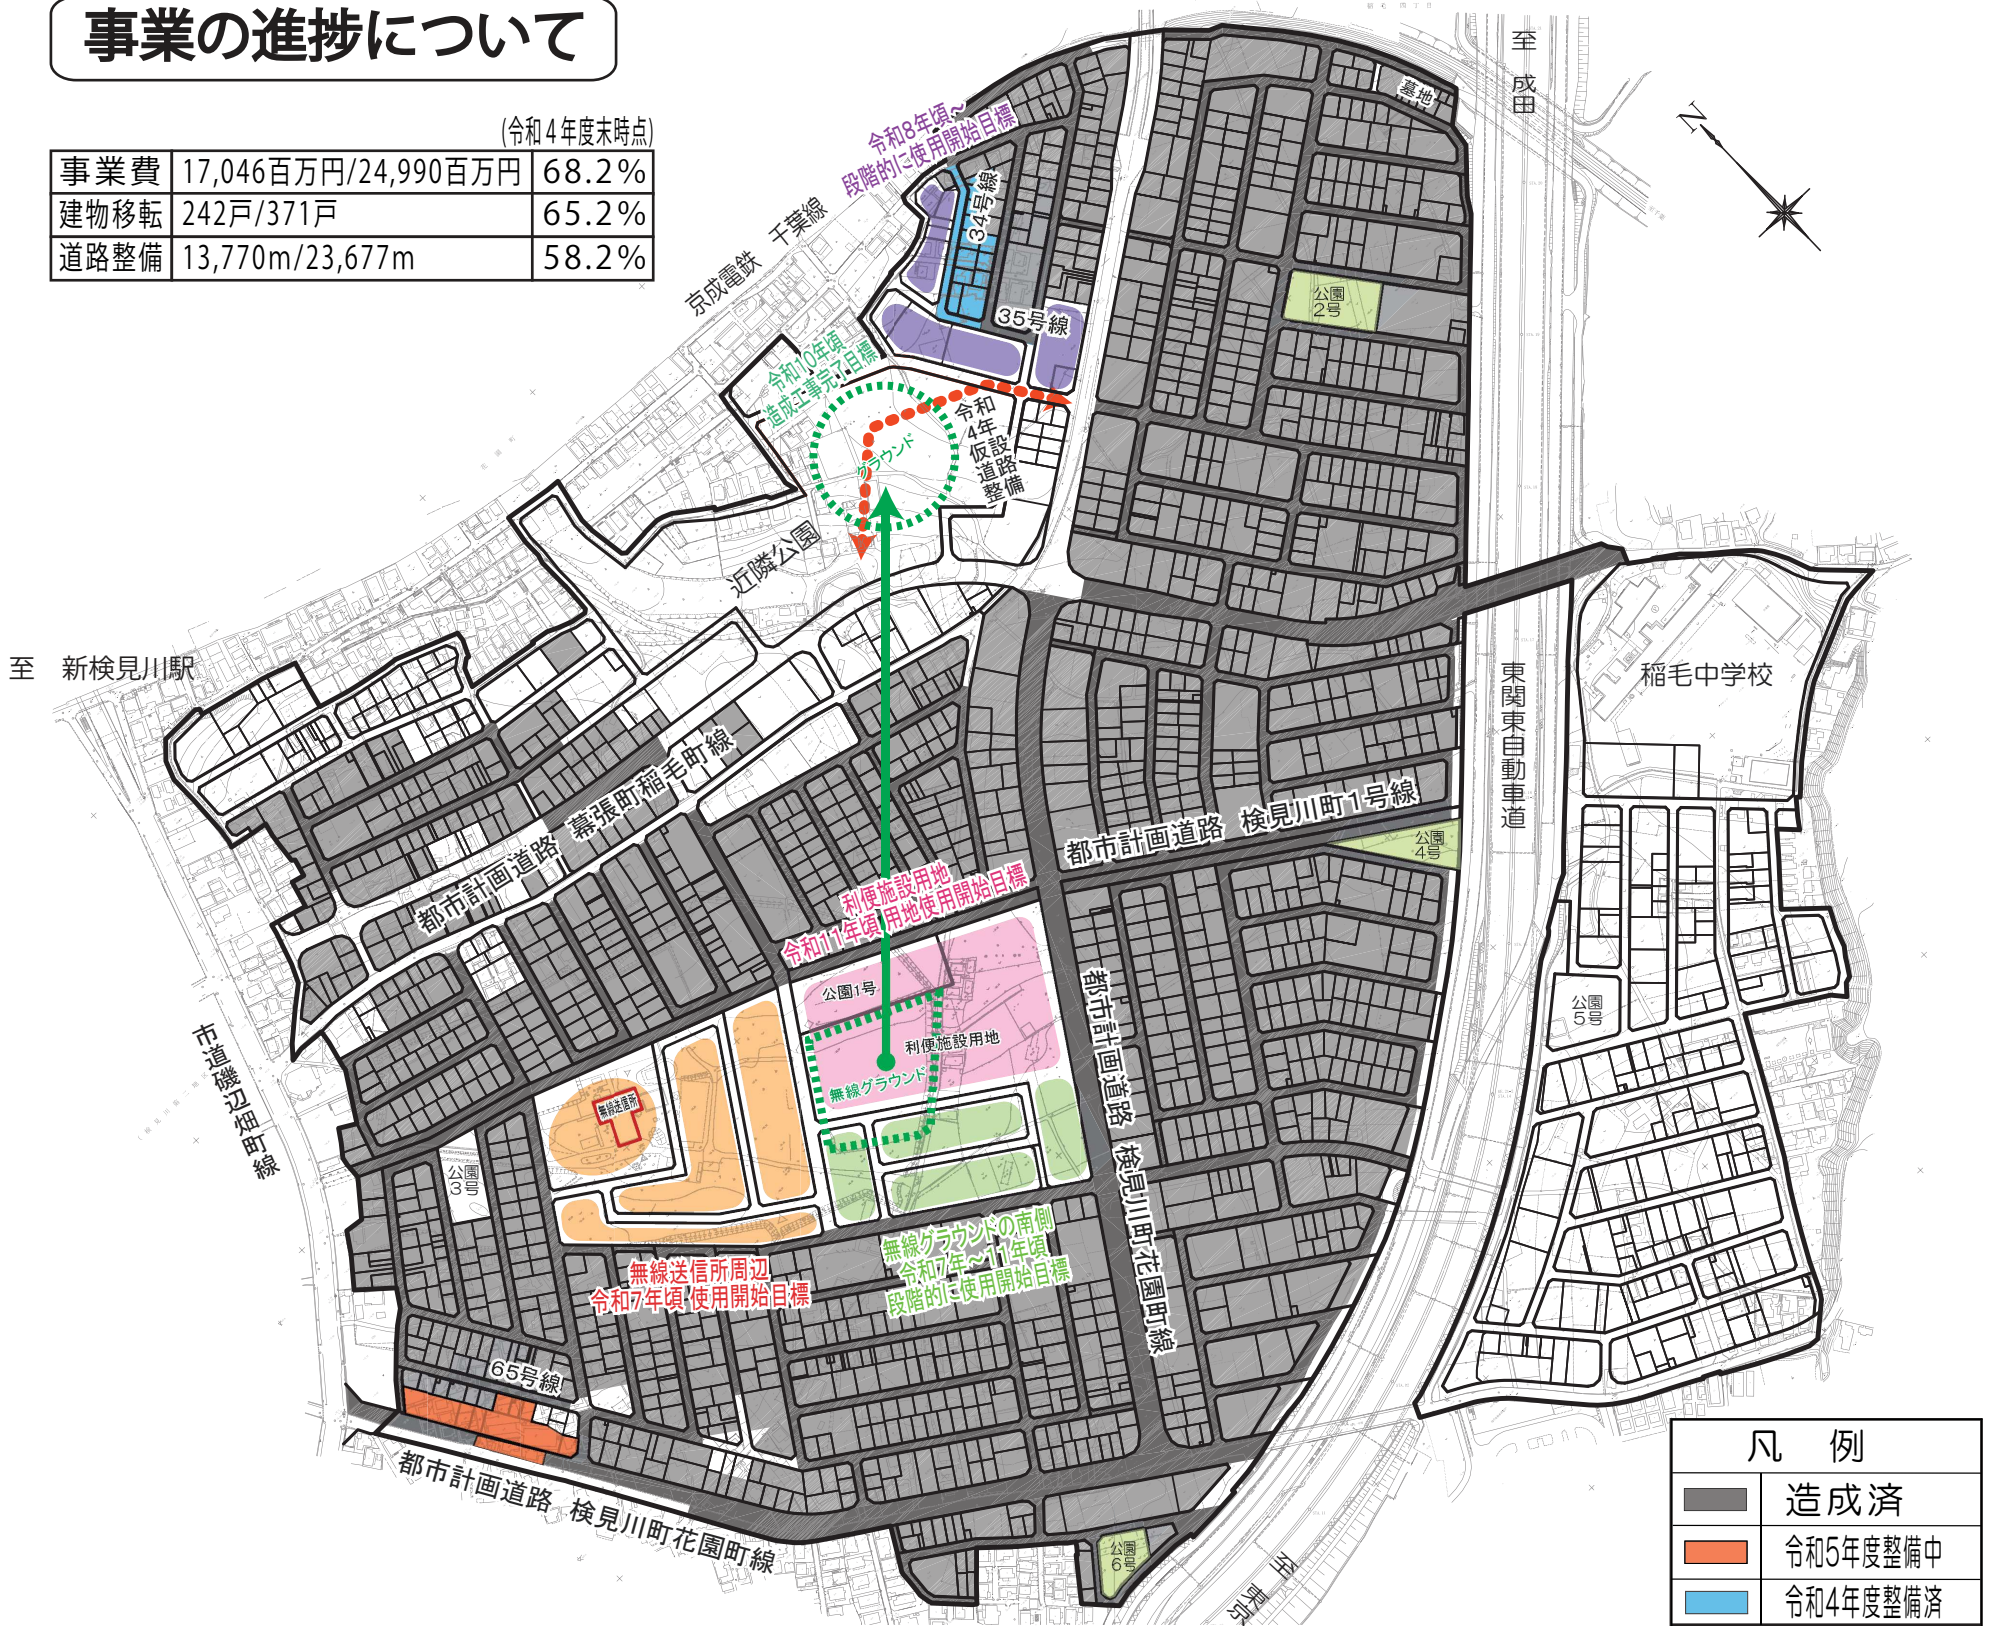 事業の進捗について
(令和4年度末時点)
事業費 17,046百万円/24,990百万円 68.2%
建物移転 242戸/371戸 65.2%
道路整備 13,770m/23,677m 58.2%
至 成田
墓地
N
令和8年頃～
段階的に使用開始目標
34号線
京成電鉄 千葉線
35号線
公園
2号
令和10年頃
造成工事完了目標
グラウンド
令和
4年
仮設
道路
整備
近隣公園
至 新検見川駅
稲毛中学校
東関東自動車道
都市計画道路 幕張町稲毛町線
都市計画道路 検見川町1号線
公園
4号
利便施設用地
令和11年頃 用地使用開始目標
公園1号
利便施設用地
無線グラウンド
都市計画道路 検見川町花園町線
公園
5号
市道磯辺畑町線
無線送信所
公園
3号
無線送信所周辺
令和7年頃 使用開始目標
無線グラウンドの南側
令和7年～11年頃
段階的に使用開始目標
65号線
都市計画道路 検見川町花園町線
公園
6号
至 東京
凡 例
造成済
令和5年度整備中
令和4年度整備済